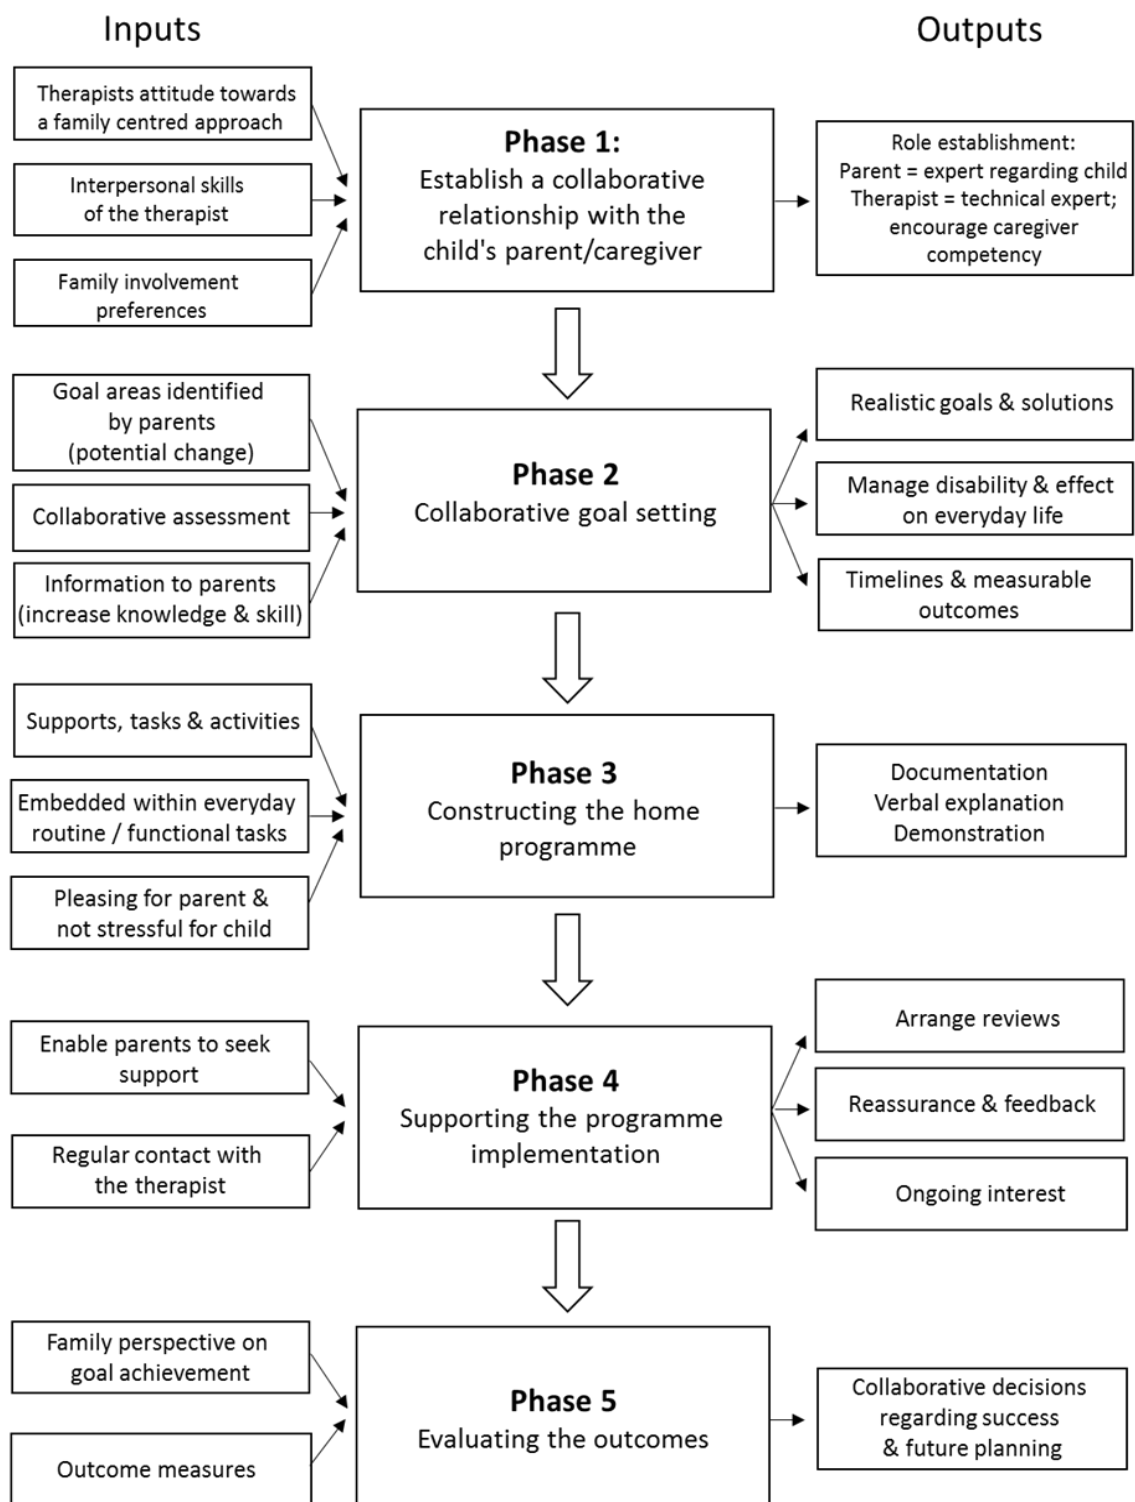 Inputs
Outputs
Therapists attitude towards
a family centred approach
Interpersonal skills
of the therapist
Family involvement
preferences
Phase 1:
Establish a collaborative
relationship with the
child's parent/caregiver
Role establishment:
Parent = expert regarding child
Therapist = technical expert;
encourage caregiver
competency
Goal areas identified
by parents
(potential change)
Collaborative assessment
Information to parents
(increase knowledge & skill)
Phase 2
Collaborative goal setting
Realistic goals & solutions
Manage disability & effect
on everyday life
Timelines & measurable
outcomes
Supports, tasks & activities
Embedded within everyday
routine / functional tasks
Pleasing for parent &
not stressful for child
Phase 3
Constructing the home
programme
Documentation
Verbal explanation
Demonstration
Enable parents to seek
support
Regular contact with
the therapist
Phase 4
Supporting the programme
implementation
Arrange reviews
Reassurance & feedback
Ongoing interest
Family perspective on
goal achievement
Outcome measures
Phase 5
Evaluating the outcomes
Collaborative decisions
regarding success
& future planning